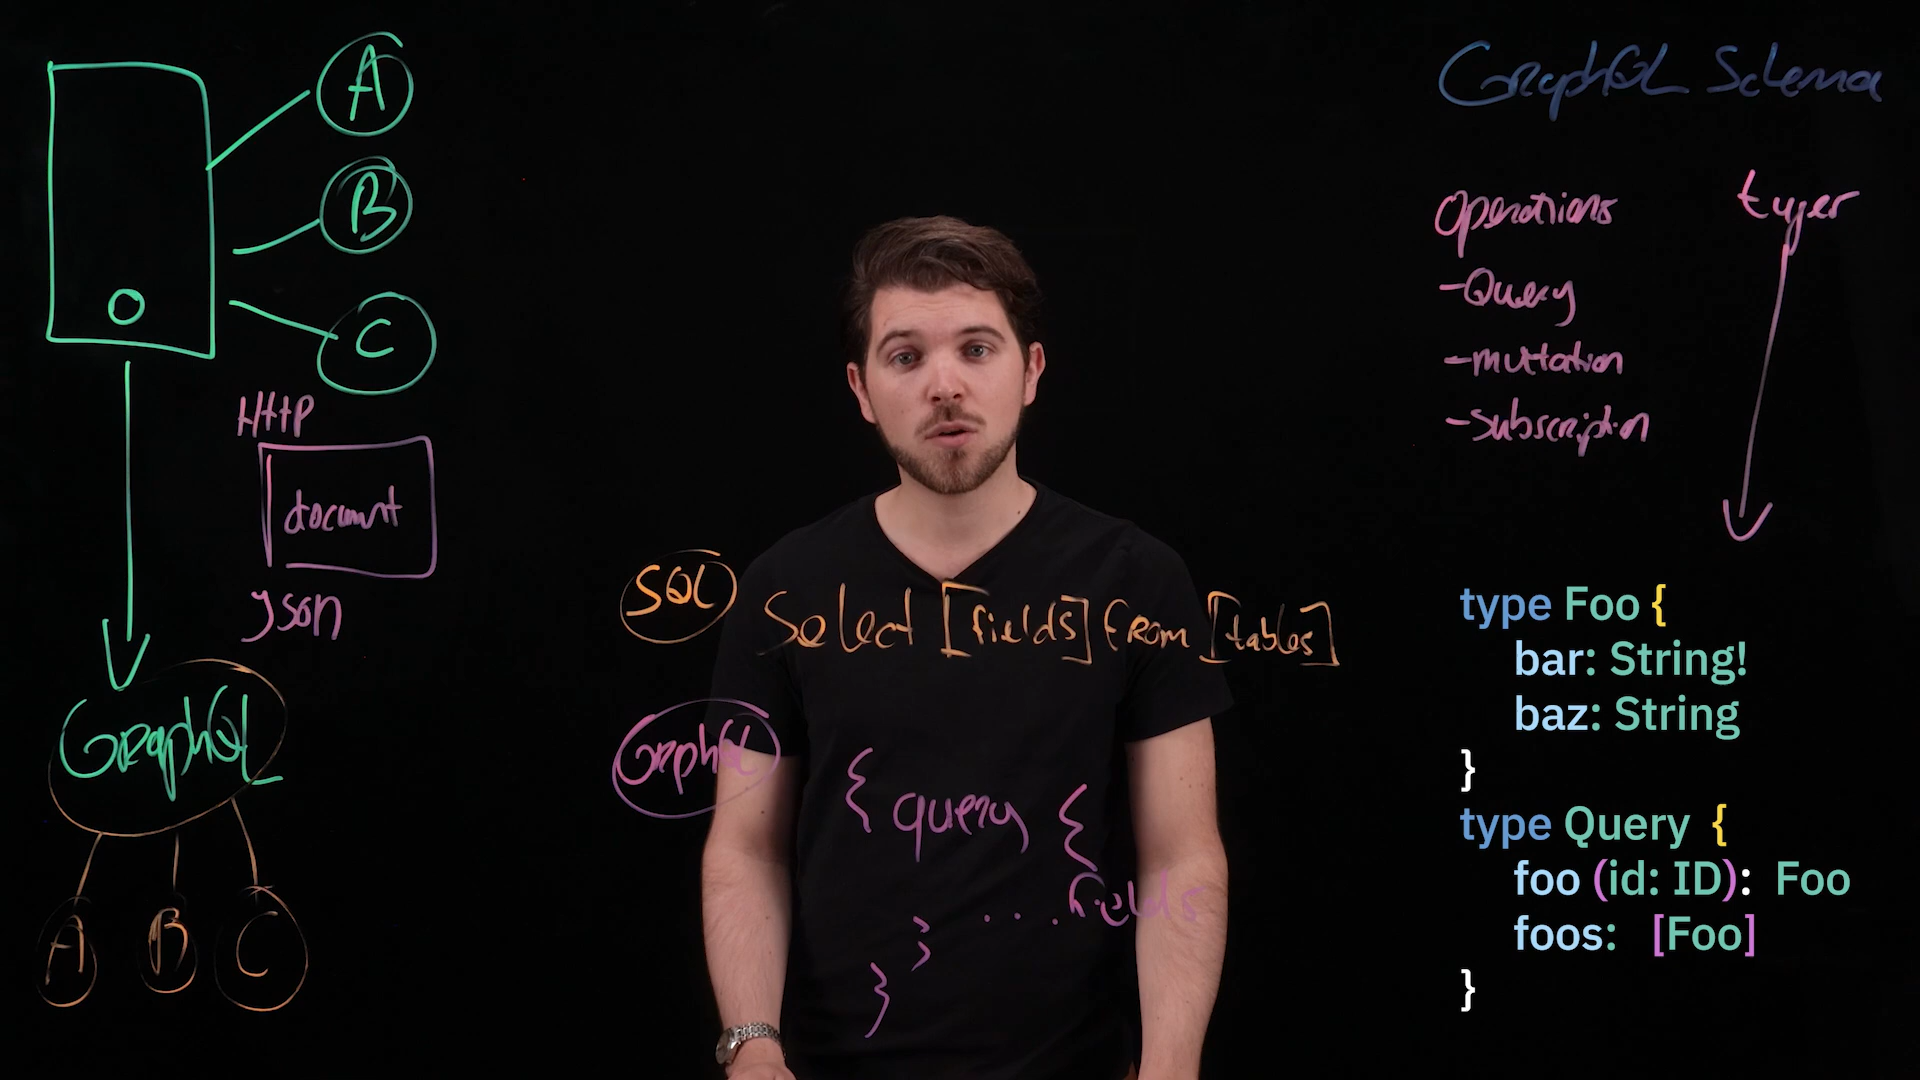 A
B
C
HTTP
document
JSON
GraphQL
A B C
SQL Select [fields] from [tables]
GrphQL
{ query {
... fields
}
}
GraphQL Schema
Operations
-Query
-mutation
-Subscription
types
type Foo {
bar: String!
baz: String
}
type Query {
foo (id: ID): Foo
foos: [Foo]
}